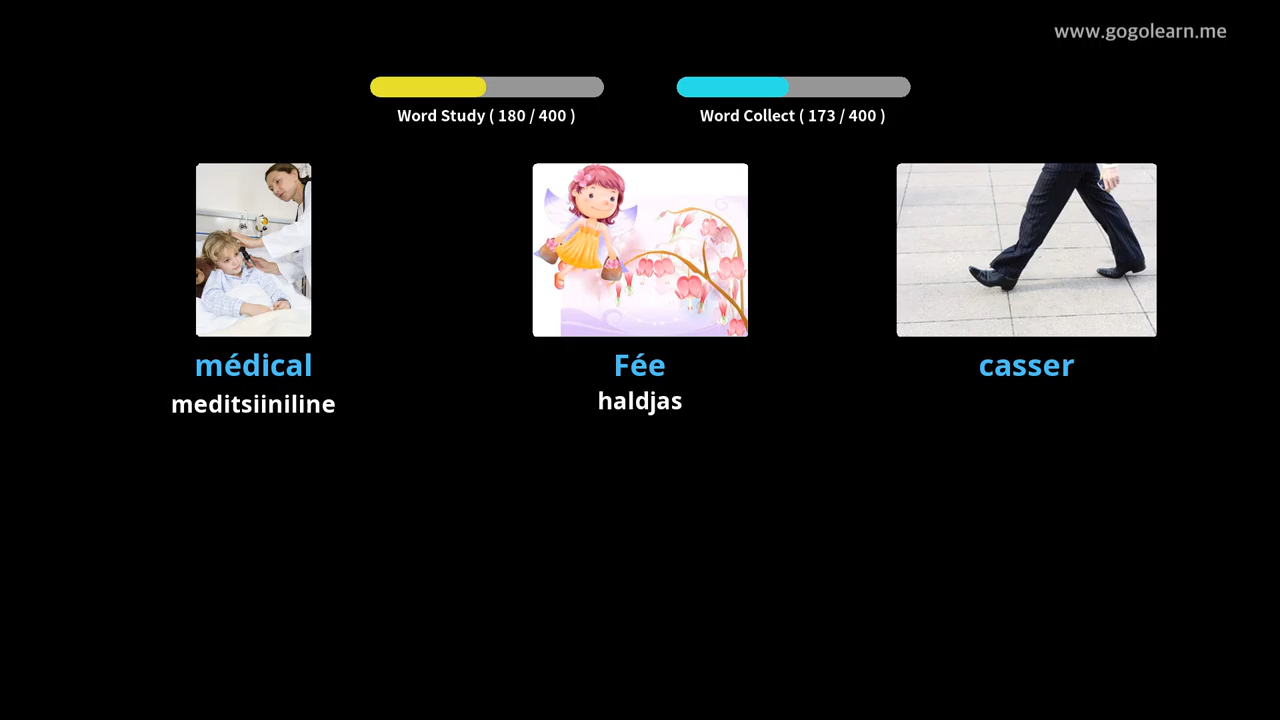 www.gogolearn.me
Word Study ( 180 / 400 )
Word Collect ( 173 / 400 )
médical
meditsiiniline
Fée
haldjas
casser